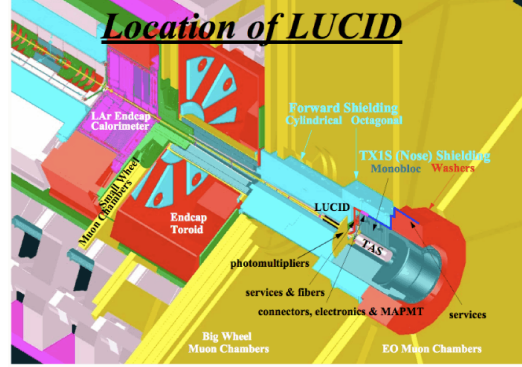 Location of LUCID
LAr Endcap
Calorimeter
Forward Shielding
Cylindrical Octagonal
TX1S (Nose) Shielding
Monobloc Washers
Small Wheel
Muon Chambers
LUCID
Endcap
Toroid
TAS
photomultipliers
services & fibers
connectors, electronics & MAPMT
services
Big Wheel
Muon Chambers
EO Muon Chambers